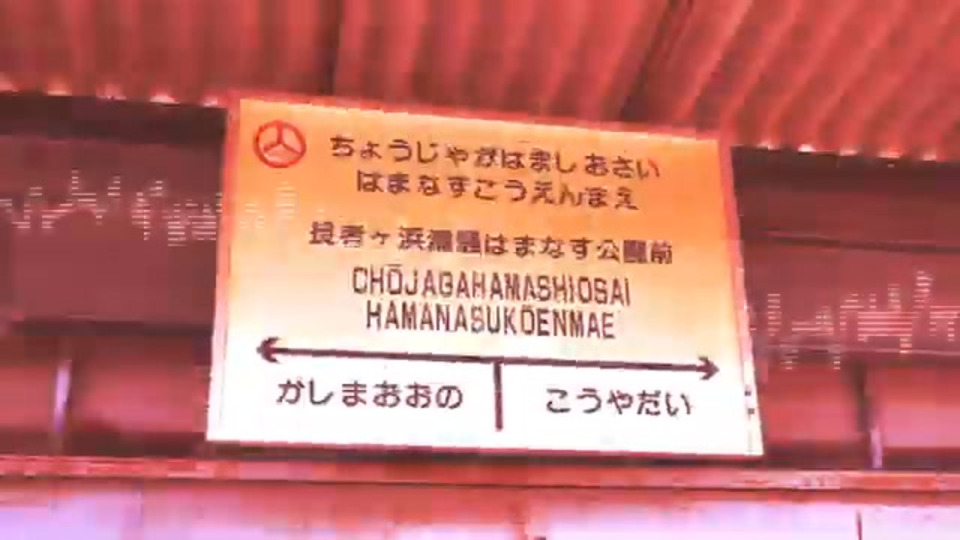 ちょうじゃがはましおさい
はまなすこうえんまえ
長者ヶ浜潮騒はまなす公園前
CHŌJAGAHAMASHIOSAI
HAMANASUKŌENMAE
かしまおおの
こうやだい